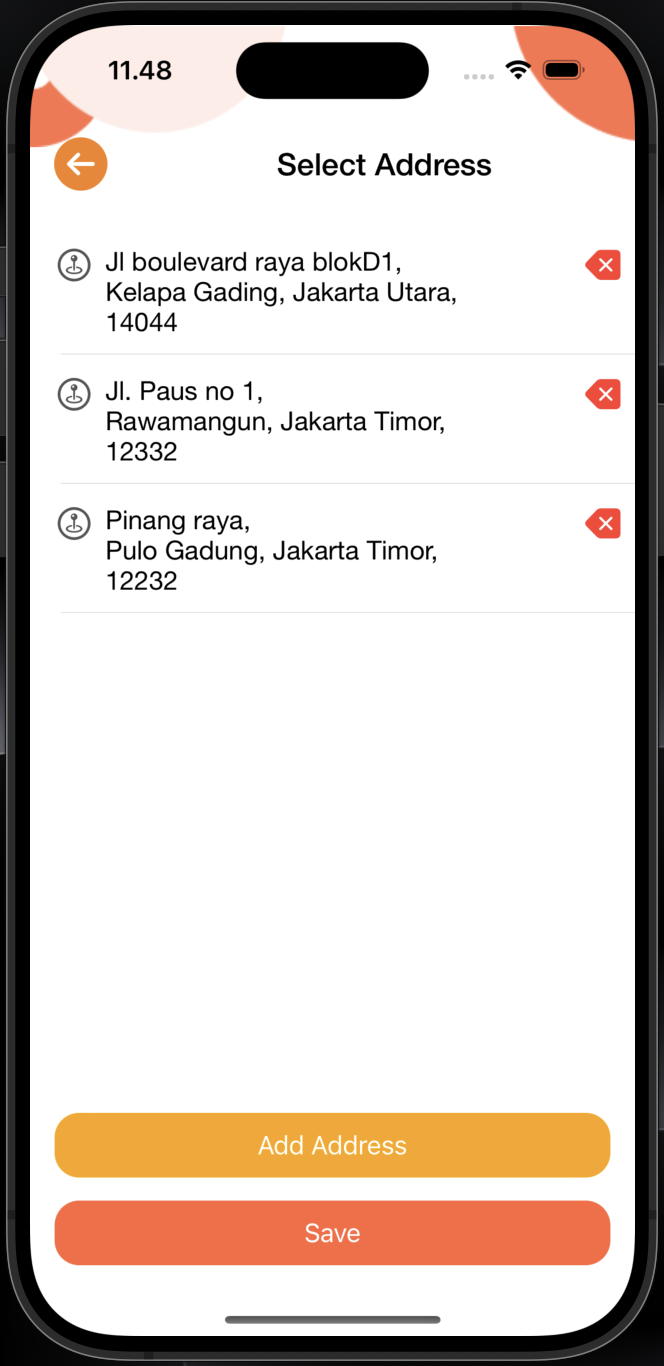 11.48
Select Address
Jl boulevard raya blokD1,
Kelapa Gading, Jakarta Utara,
14044
Jl. Paus no 1,
Rawamangun, Jakarta Timor,
12332
Pinang raya,
Pulo Gadung, Jakarta Timor,
12232
Add Address
Save